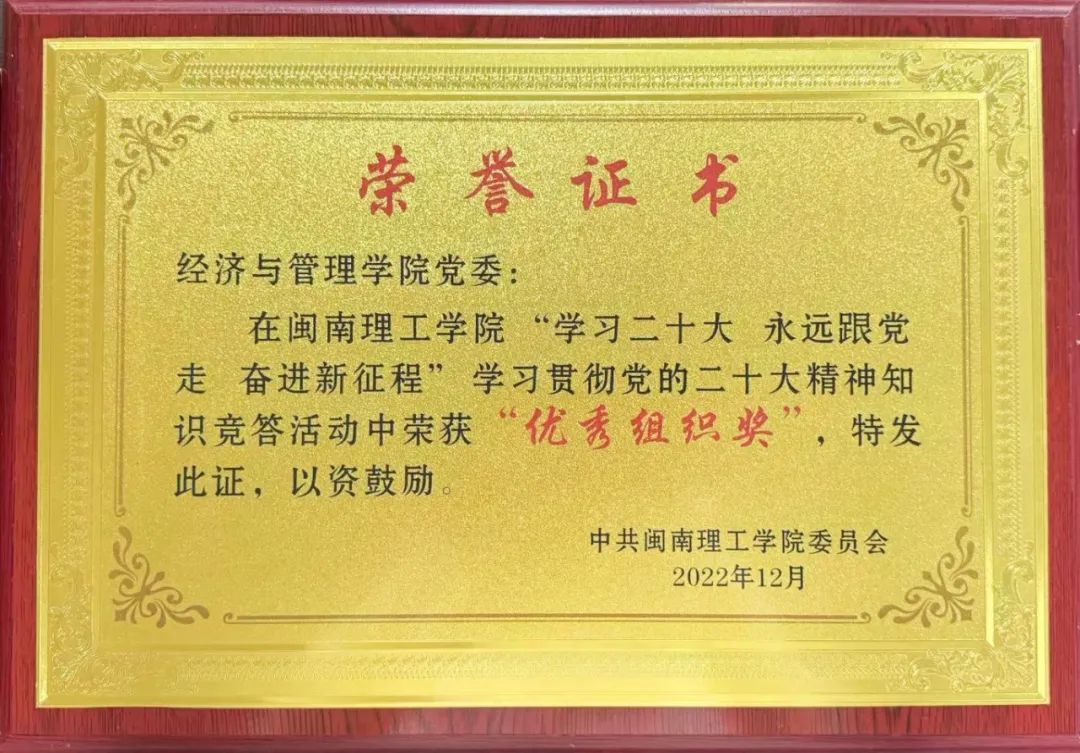 荣誉证书
经济与管理学院党委：
在闽南理工学院“学习二十大 永远跟党
走 奋进新征程”学习贯彻党的二十大精神知
识竞答活动中荣获“优秀组织奖”，特发
此证，以资鼓励。
中共闽南理工学院委员会
2022年12月